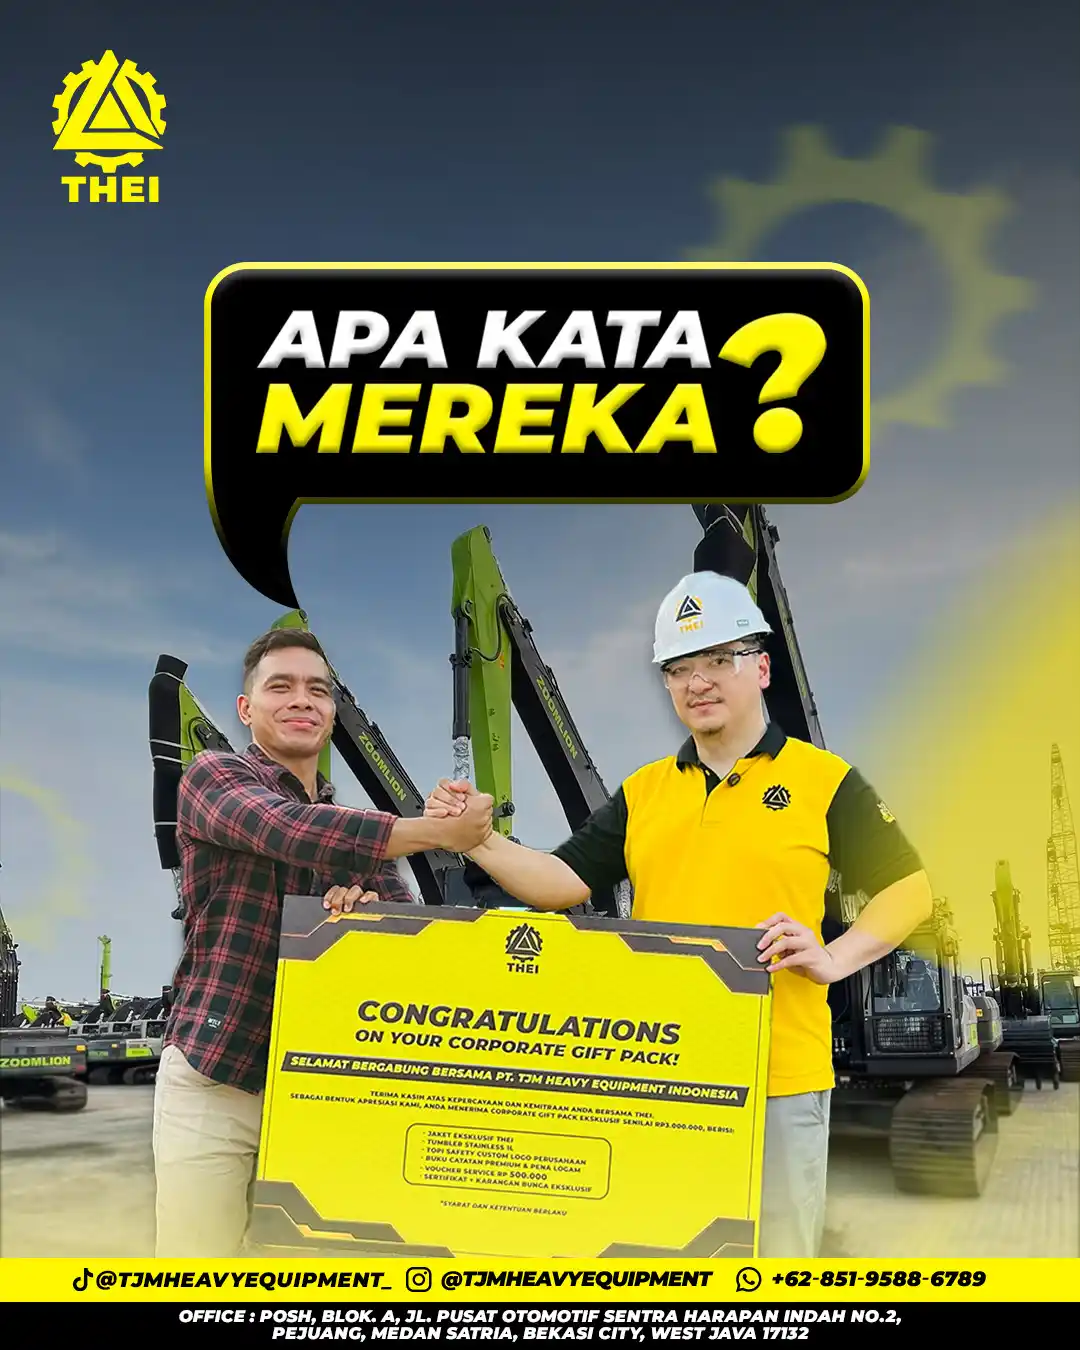 THEI
APA KATA
MEREKA?
THEI
ZOOMLION
ZOOMLION
ZOOMLION
THEI
CONGRATULATIONS
ON YOUR CORPORATE GIFT PACK!
SELAMAT BERGABUNG BERSAMA PT. TJM HEAVY EQUIPMENT INDONESIA
TERIMA KASIH ATAS KEPERCAYAAN DAN KEMITRAAN ANDA BERSAMA THEI.
SEBAGAI BENTUK APRESIASI KAMI, ANDA MENERIMA CORPORATE GIFT PACK EKSKLUSIF SENILAI RP3.000.000, BERISI:
- JAKET EKSKLUSIF THEI
- TUMBLER STAINLESS 1L
- TOPI SAFETY CUSTOM LOGO PERUSAHAAN
- BUKU CATATAN PREMIUM & PENA LOGAM
- VOUCHER SERVICE RP 500.000
- SERTIFIKAT + KARANGAN BUNGA EKSKLUSIF
*SYARAT DAN KETENTUAN BERLAKU
@TJMHEAVYEQUIPMENT_ @TJMHEAVYEQUIPMENT +62-851-9588-6789
OFFICE : POSH, BLOK. A, JL. PUSAT OTOMOTIF SENTRA HARAPAN INDAH NO.2,
PEJUANG, MEDAN SATRIA, BEKASI CITY, WEST JAVA 17132